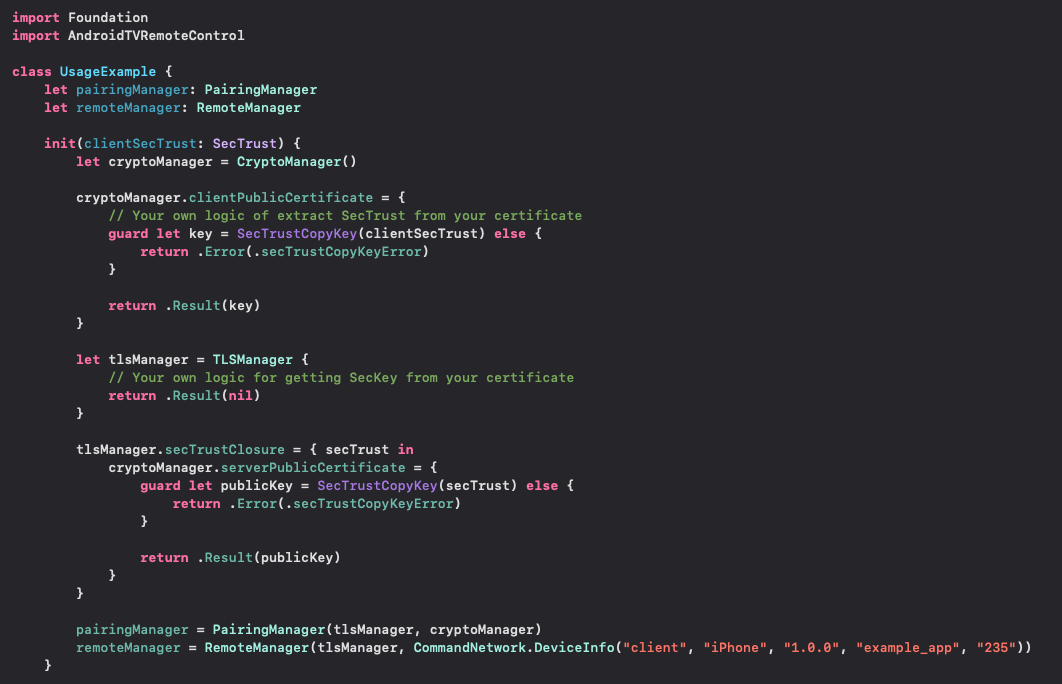 import Foundation
import AndroidTVRemoteControl

class UsageExample {
    let pairingManager: PairingManager
    let remoteManager: RemoteManager

    init(clientSecTrust: SecTrust) {
        let cryptoManager = CryptoManager()

        cryptoManager.clientPublicCertificate = {
            // Your own logic of extract SecTrust from your certificate
            guard let key = SecTrustCopyKey(clientSecTrust) else {
                return .Error(.secTrustCopyKeyError)
            }

            return .Result(key)
        }

        let tlsManager = TLSManager {
            // Your own logic for getting SecKey from your certificate
            return .Result(nil)
        }

        tlsManager.secTrustClosure = { secTrust in
            cryptoManager.serverPublicCertificate = {
                guard let publicKey = SecTrustCopyKey(secTrust) else {
                    return .Error(.secTrustCopyKeyError)
                }

                return .Result(publicKey)
            }
        }

        pairingManager = PairingManager(tlsManager, cryptoManager)
        remoteManager = RemoteManager(tlsManager, CommandNetwork.DeviceInfo("client", "iPhone", "1.0.0", "example_app", "235"))
    }